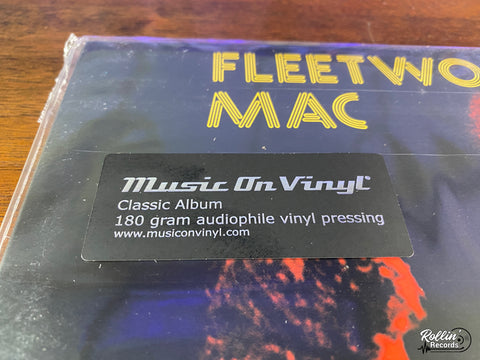 FLEETWO
MAC
Music On Vinyl
Classic Album
180 gram audiophile vinyl pressing
www.musiconvinyl.com
Rollin'
Records